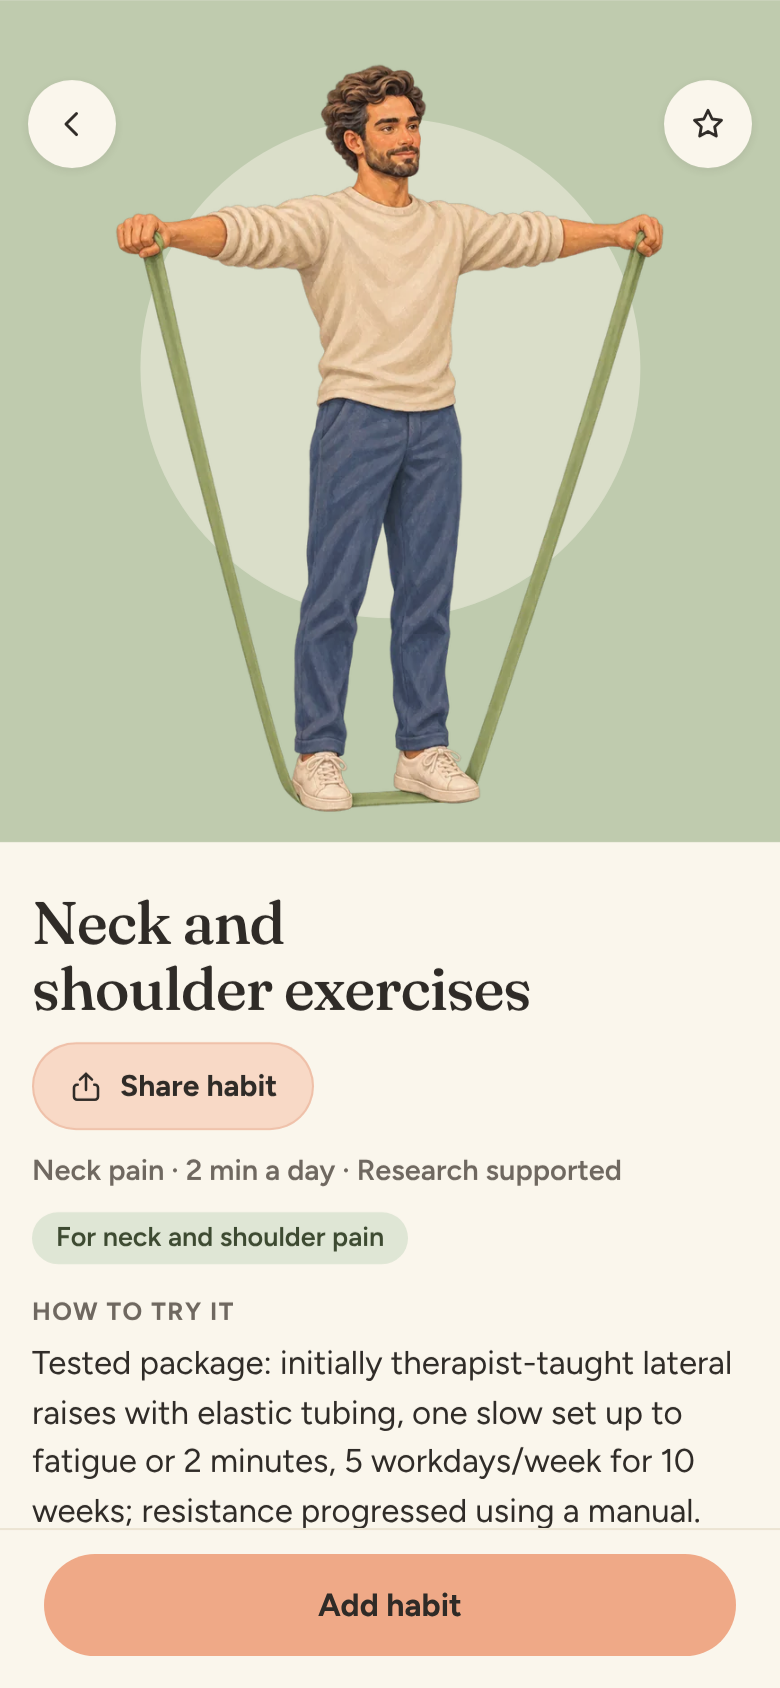 Neck and
shoulder exercises
Share habit
Neck pain · 2 min a day · Research supported
For neck and shoulder pain
HOW TO TRY IT
Tested package: initially therapist-taught lateral
raises with elastic tubing, one slow set up to
fatigue or 2 minutes, 5 workdays/week for 10
weeks; resistance progressed using a manual.
Add habit